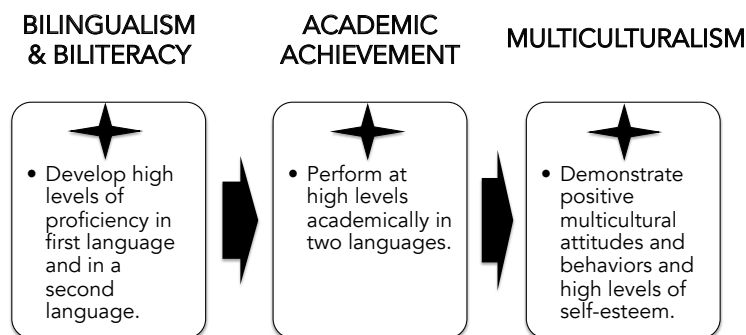 BILINGUALISM
& BILITERACY
ACADEMIC
ACHIEVEMENT
MULTICULTURALISM
• Develop high
levels of
proficiency in
first language
and in a
second
language.
• Perform at
high levels
academically in
two languages.
• Demonstrate
positive
multicultural
attitudes and
behaviors and
high levels of
self-esteem.